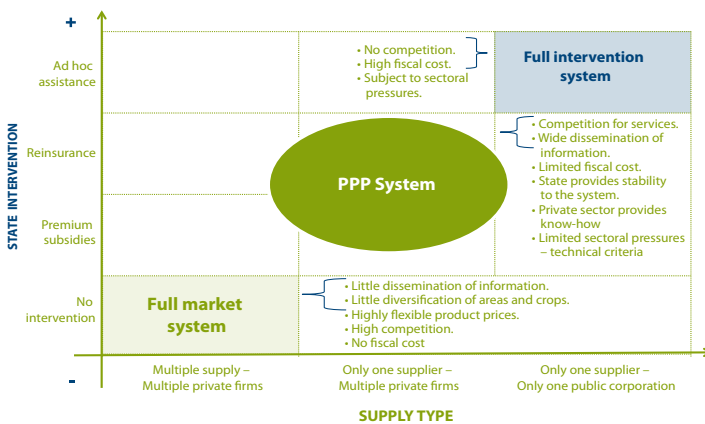 +
STATE INTERVENTION
Ad hoc
assistance
Reinsurance
Premium
subsidies
No
intervention
-
• No competition.
• High fiscal cost.
• Subject to sectoral
pressures.
Full intervention
system
PPP System
• Competition for services.
• Wide dissemination of
information.
• Limited fiscal cost.
• State provides stability
to the system.
• Private sector provides
know-how
• Limited sectoral pressures
– technical criteria
Full market
system
• Little dissemination of information.
• Little diversification of areas and crops.
• Highly flexible product prices.
• High competition.
• No fiscal cost
Multiple supply –
Multiple private firms
Only one supplier –
Multiple private firms
Only one supplier –
Only one public corporation
SUPPLY TYPE